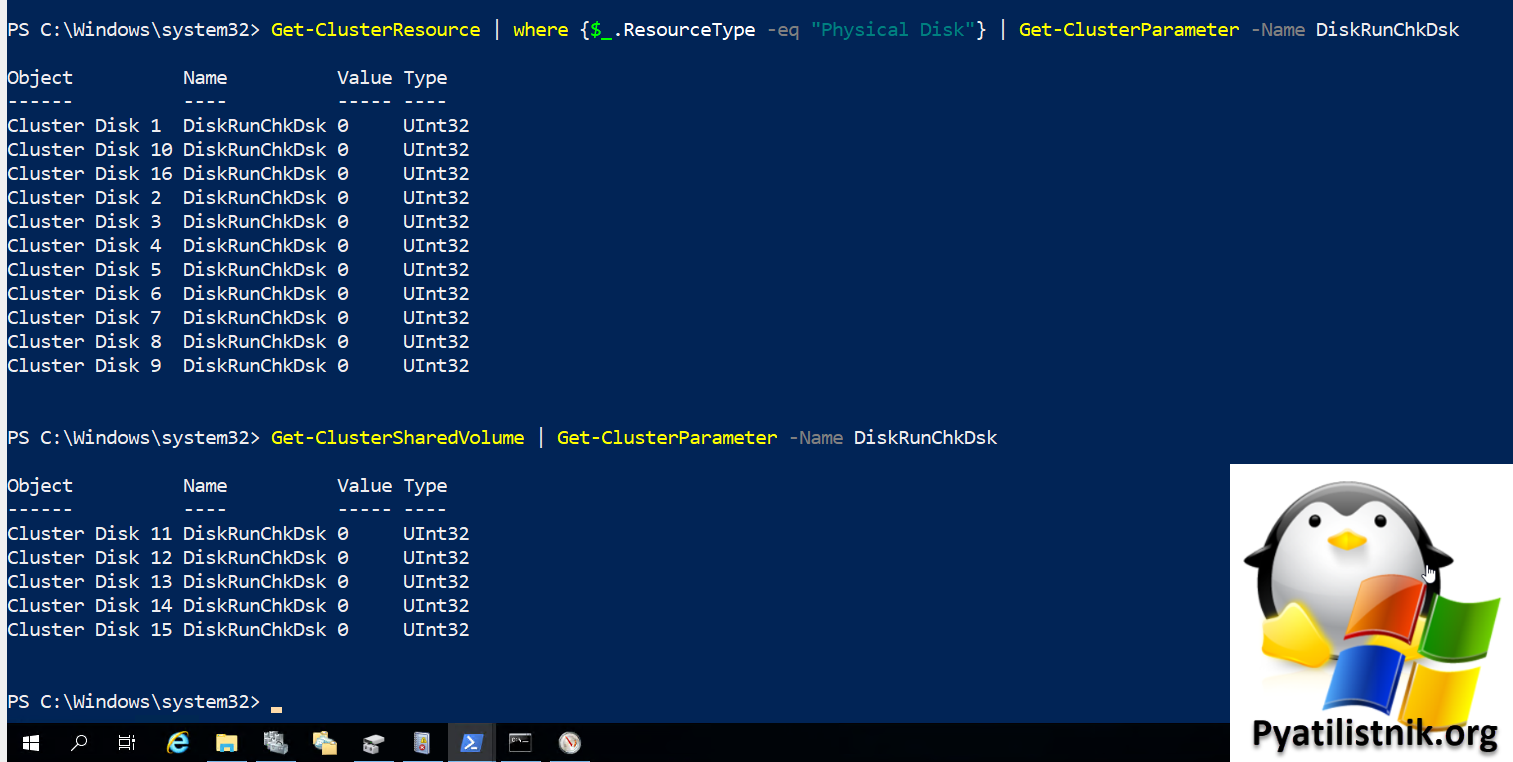 PS C:\Windows\system32> Get-ClusterResource | where {$_.ResourceType -eq "Physical Disk"} | Get-ClusterParameter -Name DiskRunChkDsk
Object          Name          Value Type
------          ----          ----- ----
Cluster Disk 1  DiskRunChkDsk 0     UInt32
Cluster Disk 10 DiskRunChkDsk 0     UInt32
Cluster Disk 16 DiskRunChkDsk 0     UInt32
Cluster Disk 2  DiskRunChkDsk 0     UInt32
Cluster Disk 3  DiskRunChkDsk 0     UInt32
Cluster Disk 4  DiskRunChkDsk 0     UInt32
Cluster Disk 5  DiskRunChkDsk 0     UInt32
Cluster Disk 6  DiskRunChkDsk 0     UInt32
Cluster Disk 7  DiskRunChkDsk 0     UInt32
Cluster Disk 8  DiskRunChkDsk 0     UInt32
Cluster Disk 9  DiskRunChkDsk 0     UInt32
PS C:\Windows\system32> Get-ClusterSharedVolume | Get-ClusterParameter -Name DiskRunChkDsk
Object          Name          Value Type
------          ----          ----- ----
Cluster Disk 11 DiskRunChkDsk 0     UInt32
Cluster Disk 12 DiskRunChkDsk 0     UInt32
Cluster Disk 13 DiskRunChkDsk 0     UInt32
Cluster Disk 14 DiskRunChkDsk 0     UInt32
Cluster Disk 15 DiskRunChkDsk 0     UInt32
PS C:\Windows\system32>
Pyatilistnik.org